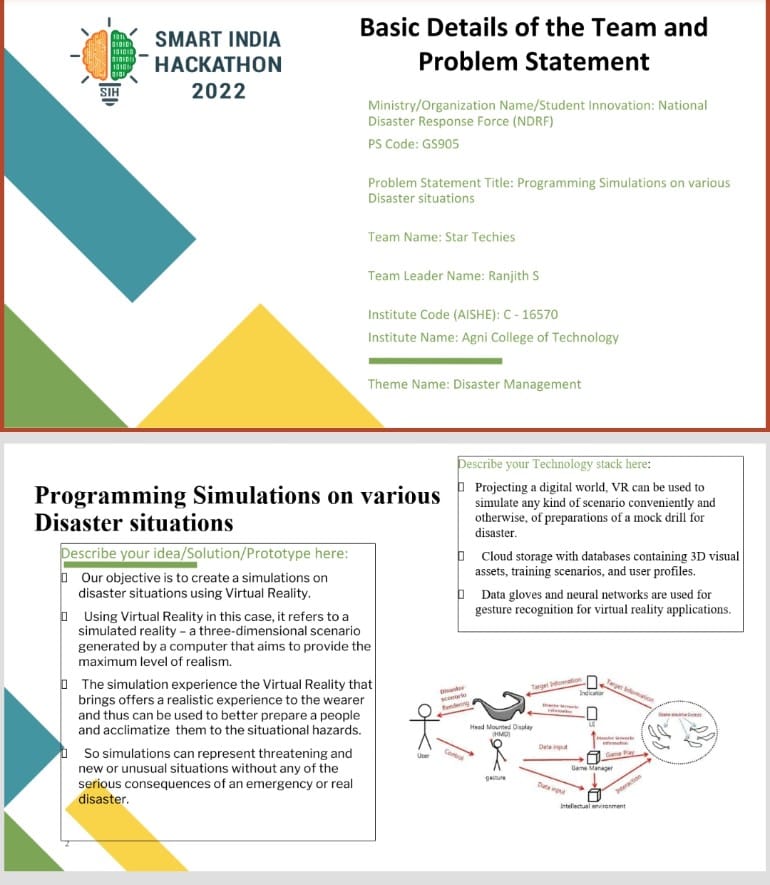 SMART INDIA
HACKATHON
2022
SIH
Basic Details of the Team and
Problem Statement
Ministry/Organization Name/Student Innovation: National
Disaster Response Force (NDRF)
PS Code: GS905
Problem Statement Title: Programming Simulations on various
Disaster situations
Team Name: Star Techies
Team Leader Name: Ranjith S
Institute Code (AISHE): C - 16570
Institute Name: Agni College of Technology
Theme Name: Disaster Management
Programming Simulations on various
Disaster situations
Describe your idea/Solution/Prototype here:
Our objective is to create a simulations on
disaster situations using Virtual Reality.
Using Virtual Reality in this case, it refers to a
simulated reality – a three-dimensional scenario
generated by a computer that aims to provide the
maximum level of realism.
The simulation experience the Virtual Reality that
brings offers a realistic experience to the wearer
and thus can be used to better prepare a people
and acclimatize them to the situational hazards.
So simulations can represent threatening and
new or unusual situations without any of the
serious consequences of an emergency or real
disaster.
2
Describe your Technology stack here:
Projecting a digital world, VR can be used to
simulate any kind of scenario conveniently and
otherwise, of preparations of a mock drill for
disaster.
Cloud storage with databases containing 3D visual
assets, training scenarios, and user profiles.
Data gloves and neural networks are used for
gesture recognition for virtual reality applications.
Disaster
scenario
Rendering
Target Information
Indicator
Target Information
Disaster Scenario
information
UI
Head Mounted Display
(HMD)
User
Control
gesture
Data input
Disaster Scenario
information
Game Play
Game Manager
Data input
Interaction
Intellectual environment